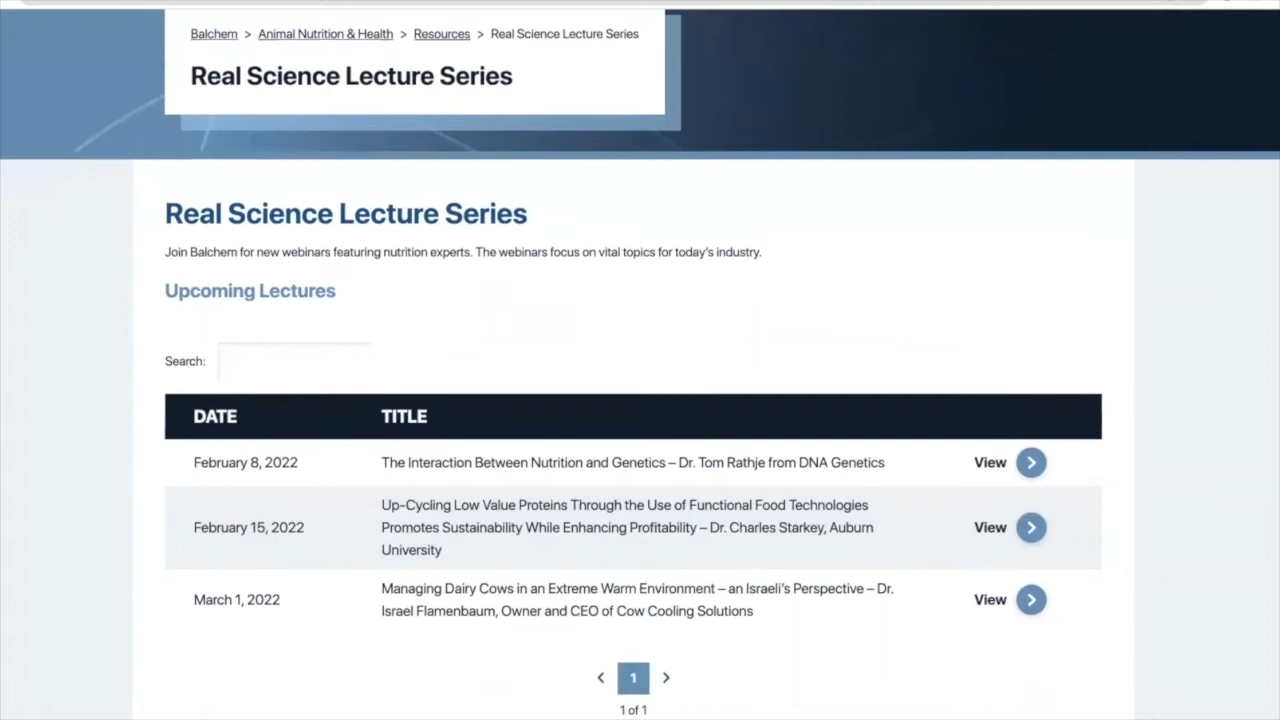 Balchem > Animal Nutrition & Health > Resources > Real Science Lecture Series
Real Science Lecture Series
Real Science Lecture Series
Join Balchem for new webinars featuring nutrition experts. The webinars focus on vital topics for today's industry.
Upcoming Lectures
Search:
DATE TITLE
February 8, 2022 The Interaction Between Nutrition and Genetics – Dr. Tom Rathje from DNA Genetics View
Up-Cycling Low Value Proteins Through the Use of Functional Food Technologies
February 15, 2022 Promotes Sustainability While Enhancing Profitability – Dr. Charles Starkey, Auburn View
University
Managing Dairy Cows in an Extreme Warm Environment – an Israeli's Perspective – Dr.
March 1, 2022 Israel Flamenbaum, Owner and CEO of Cow Cooling Solutions View
< 1 >
1 of 1